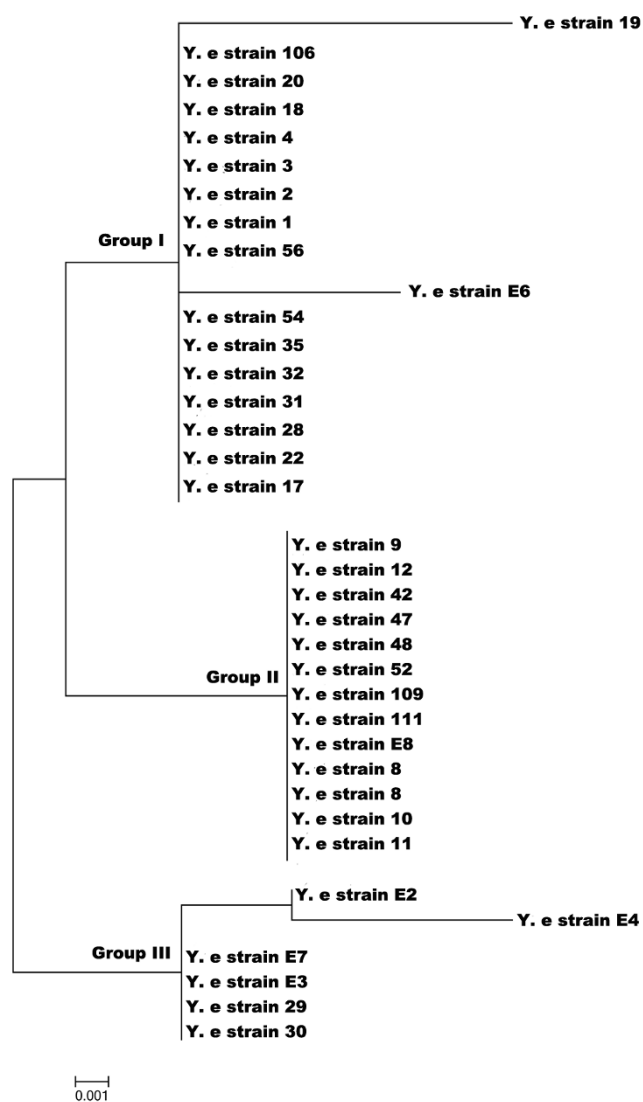 Y. e strain 19
Y. e strain 106
Y. e strain 20
Y. e strain 18
Y. e strain 4
Y. e strain 3
Y. e strain 2
Y. e strain 1
Group I
Y. e strain 56
Y. e strain E6
Y. e strain 54
Y. e strain 35
Y. e strain 32
Y. e strain 31
Y. e strain 28
Y. e strain 22
Y. e strain 17
Y. e strain 9
Y. e strain 12
Y. e strain 42
Y. e strain 47
Y. e strain 48
Y. e strain 52
Group II
Y. e strain 109
Y. e strain 111
Y. e strain E8
Y. e strain 8
Y. e strain 8
Y. e strain 10
Y. e strain 11
Y. e strain E2
Y. e strain E4
Group III
Y. e strain E7
Y. e strain E3
Y. e strain 29
Y. e strain 30
0.001